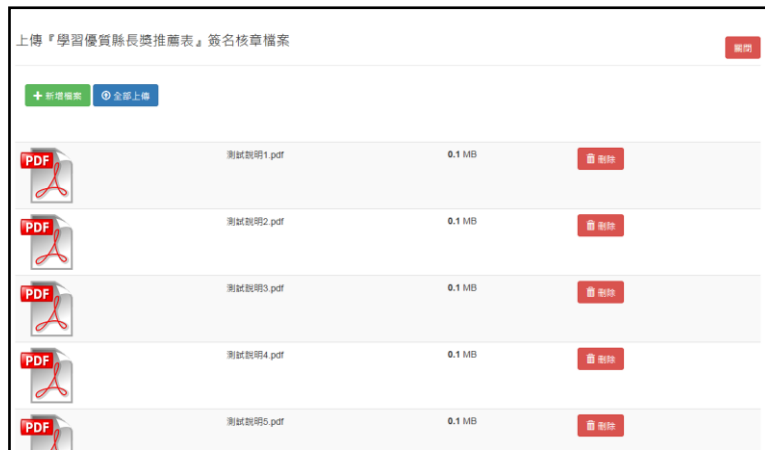 上傳『學習優質縣長獎推薦表』簽名核章檔案
關閉
新增檔案 全部上傳
PDF 測試說明1.pdf 0.1 MB 刪除
PDF 測試說明2.pdf 0.1 MB 刪除
PDF 測試說明3.pdf 0.1 MB 刪除
PDF 測試說明4.pdf 0.1 MB 刪除
PDF 測試說明5.pdf 0.1 MB 刪除